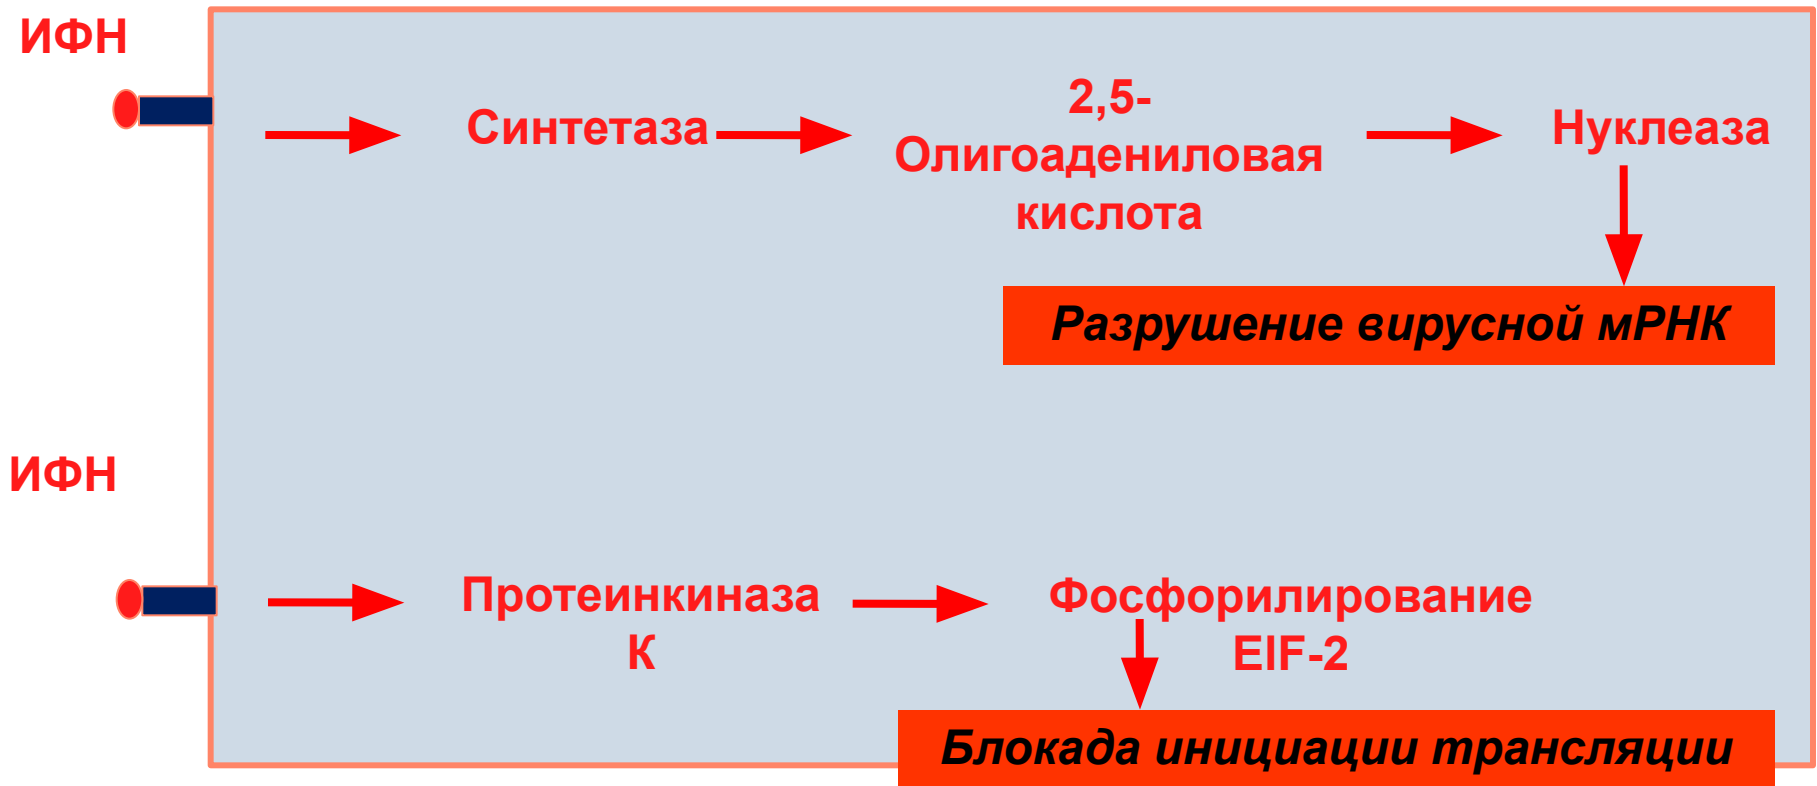 ИФН
Синтетаза
2,5-
Олигоадениловая
кислота
Нуклеаза
Разрушение вирусной мРНК
ИФН
Протеинкиназа
К
Фосфорилирование
EIF-2
Блокада инициации трансляции